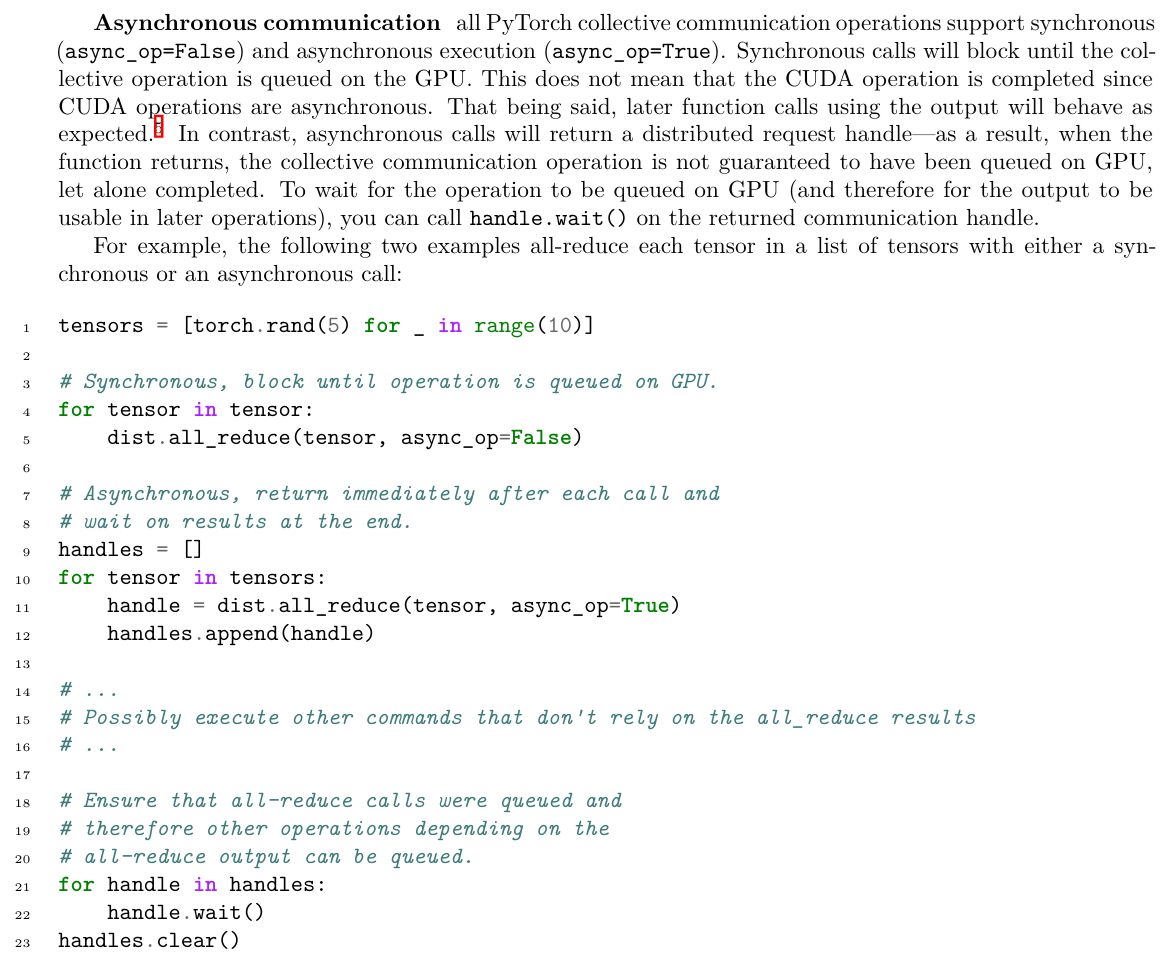 Asynchronous communication all PyTorch collective communication operations support synchronous
(async_op=False) and asynchronous execution (async_op=True). Synchronous calls will block until the col-
lective operation is queued on the GPU. This does not mean that the CUDA operation is completed since
CUDA operations are asynchronous. That being said, later function calls using the output will behave as
expected. In contrast, asynchronous calls will return a distributed request handle—as a result, when the
function returns, the collective communication operation is not guaranteed to have been queued on GPU,
let alone completed. To wait for the operation to be queued on GPU (and therefore for the output to be
usable in later operations), you can call handle.wait() on the returned communication handle.
For example, the following two examples all-reduce each tensor in a list of tensors with either a syn-
chronous or an asynchronous call:
1 tensors = [torch.rand(5) for _ in range(10)]
2
3 # Synchronous, block until operation is queued on GPU.
4 for tensor in tensor:
5 dist.all_reduce(tensor, async_op=False)
6
7 # Asynchronous, return immediately after each call and
8 # wait on results at the end.
9 handles = []
10 for tensor in tensors:
11 handle = dist.all_reduce(tensor, async_op=True)
12 handles.append(handle)
13
14 # ...
15 # Possibly execute other commands that don't rely on the all_reduce results
16 # ...
17
18 # Ensure that all-reduce calls were queued and
19 # therefore other operations depending on the
20 # all-reduce output can be queued.
21 for handle in handles:
22 handle.wait()
23 handles.clear()